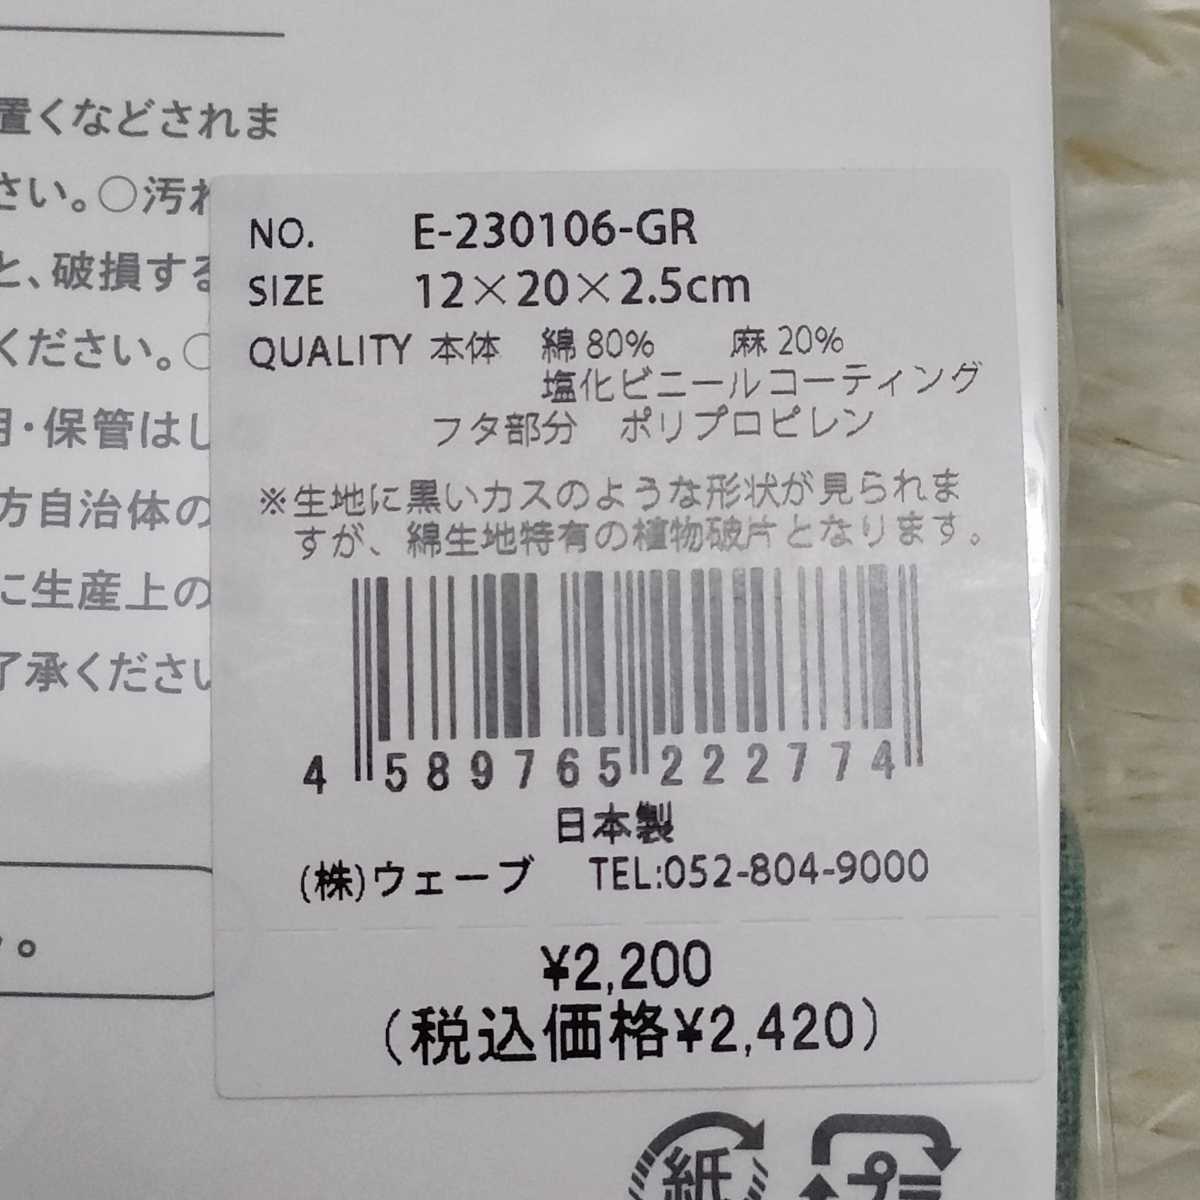 置くなどされま
さい。○汚れ
と、破損する
ください。○
用・保管はし
方自治体の
に生産上の
了承ください
い。
NO. E-230106-GR
SIZE 12×20×2.5cm
QUALITY 本体 綿80% 麻20%
塩化ビニールコーティング
フタ部分 ポリプロピレン
※生地に黒いカスのような形状が見られま
すが、綿生地特有の植物破片となります。
4 589765 222774
日本製
(株)ウェーブ TEL:052-804-9000
¥2,200
(税込価格¥2,420)
紙
プラ